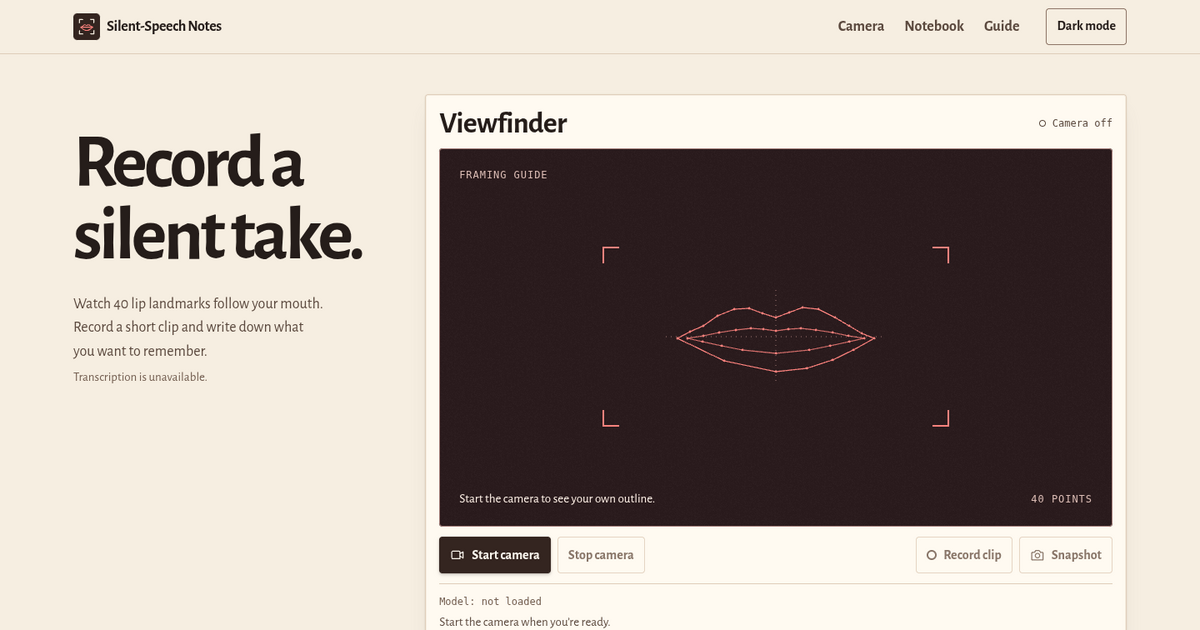 Silent-Speech Notes
Camera
Notebook
Guide
Dark mode
Record a
silent take.
Watch 40 lip landmarks follow your mouth.
Record a short clip and write down what
you want to remember.
Transcription is unavailable.
Viewfinder
Camera off
FRAMING GUIDE
Start the camera to see your own outline.
40 POINTS
Start camera
Stop camera
Record clip
Snapshot
Model: not loaded
Start the camera when you're ready.